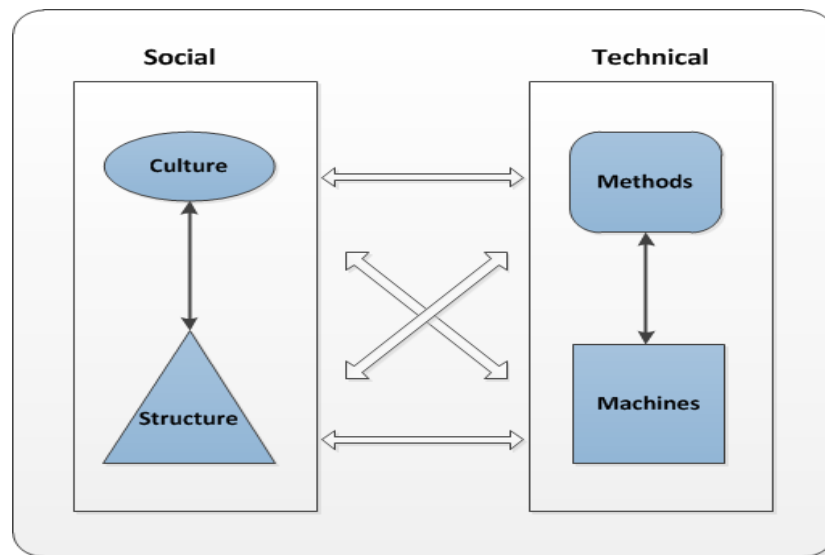 Social
Technical
Culture
Methods
Structure
Machines